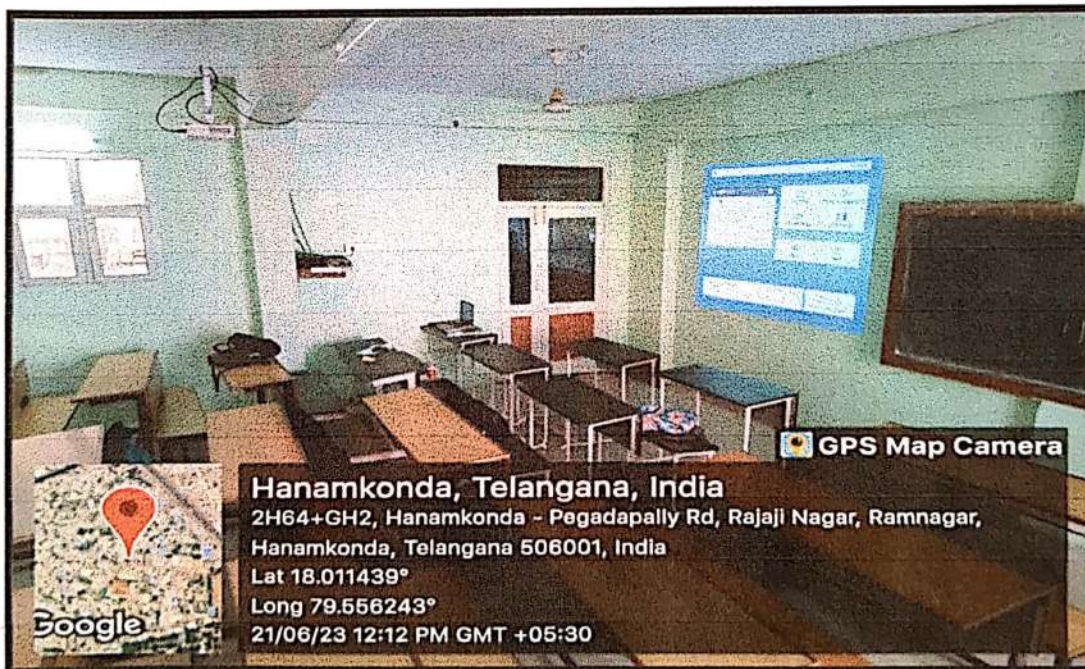 GPS Map Camera
Hanamkonda, Telangana, India
2H64+GH2, Hanamkonda - Pegadapally Rd, Rajaji Nagar, Ramnagar,
Hanamkonda, Telangana 506001, India
Lat 18.011439°
Long 79.556243°
21/06/23 12:12 PM GMT +05:30
Google